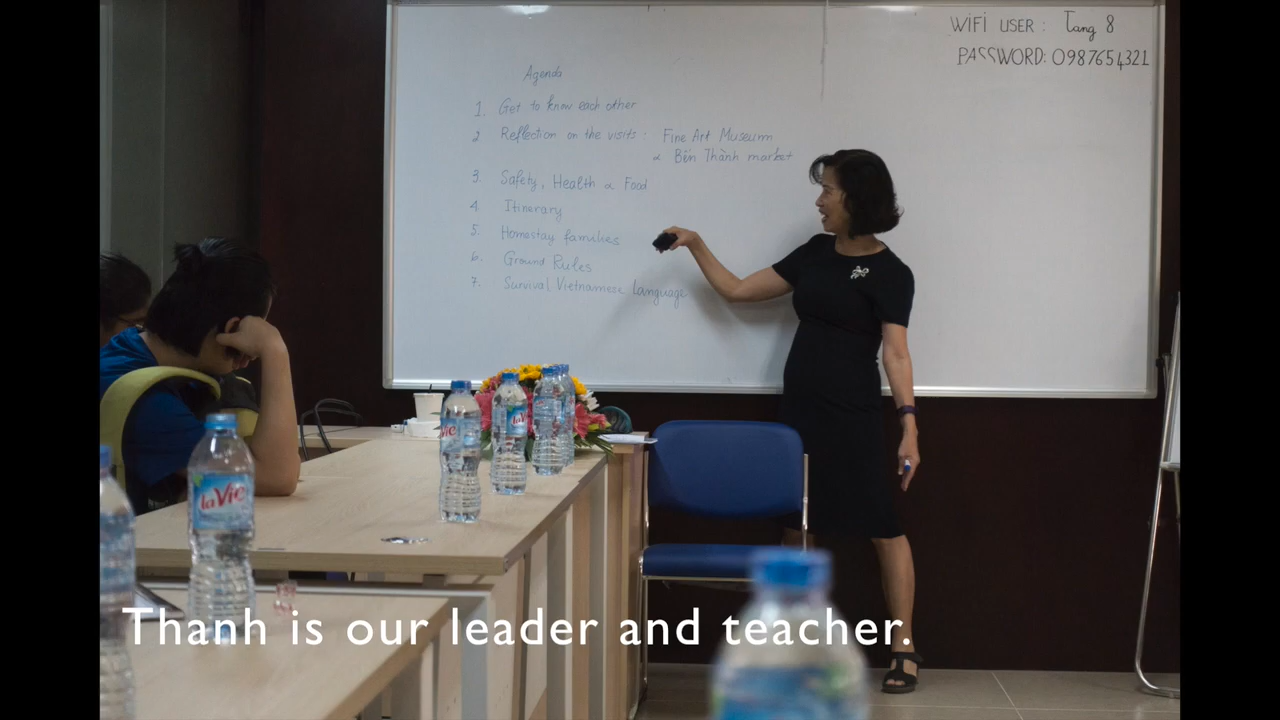 WiFi USER : Tang 8
PASSWORD: 0987654321
Agenda
1. Get to know each other
2 Reflection on the visits : Fine Art Museum
& Bến Thành market
3. Safety, Health & Food
4. Itinerary
5. Homestay families
6. Ground Rules
7. Survival Vietnamese Language
Vie
laVie
laVie
Thanh is our leader and teacher.